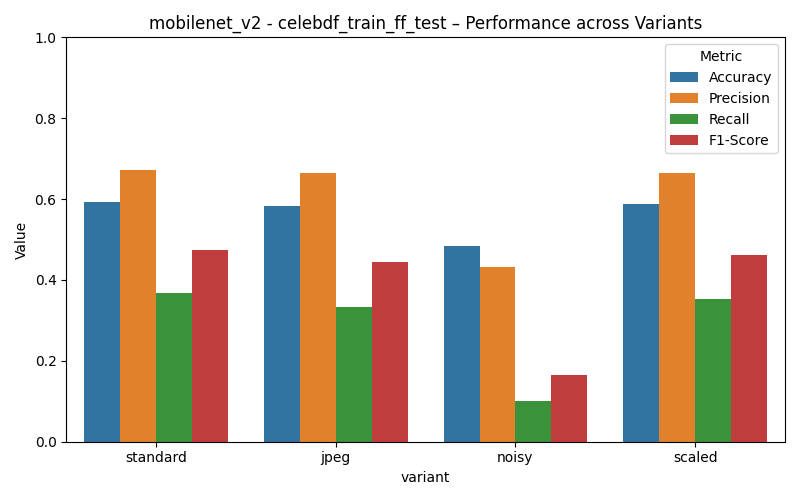 mobilenet_v2 - celebdf_train_ff_test – Performance across Variants
Metric
Accuracy
Precision
Recall
F1-Score
Value
1.0
0.8
0.6
0.4
0.2
0.0
standard jpeg noisy scaled
variant